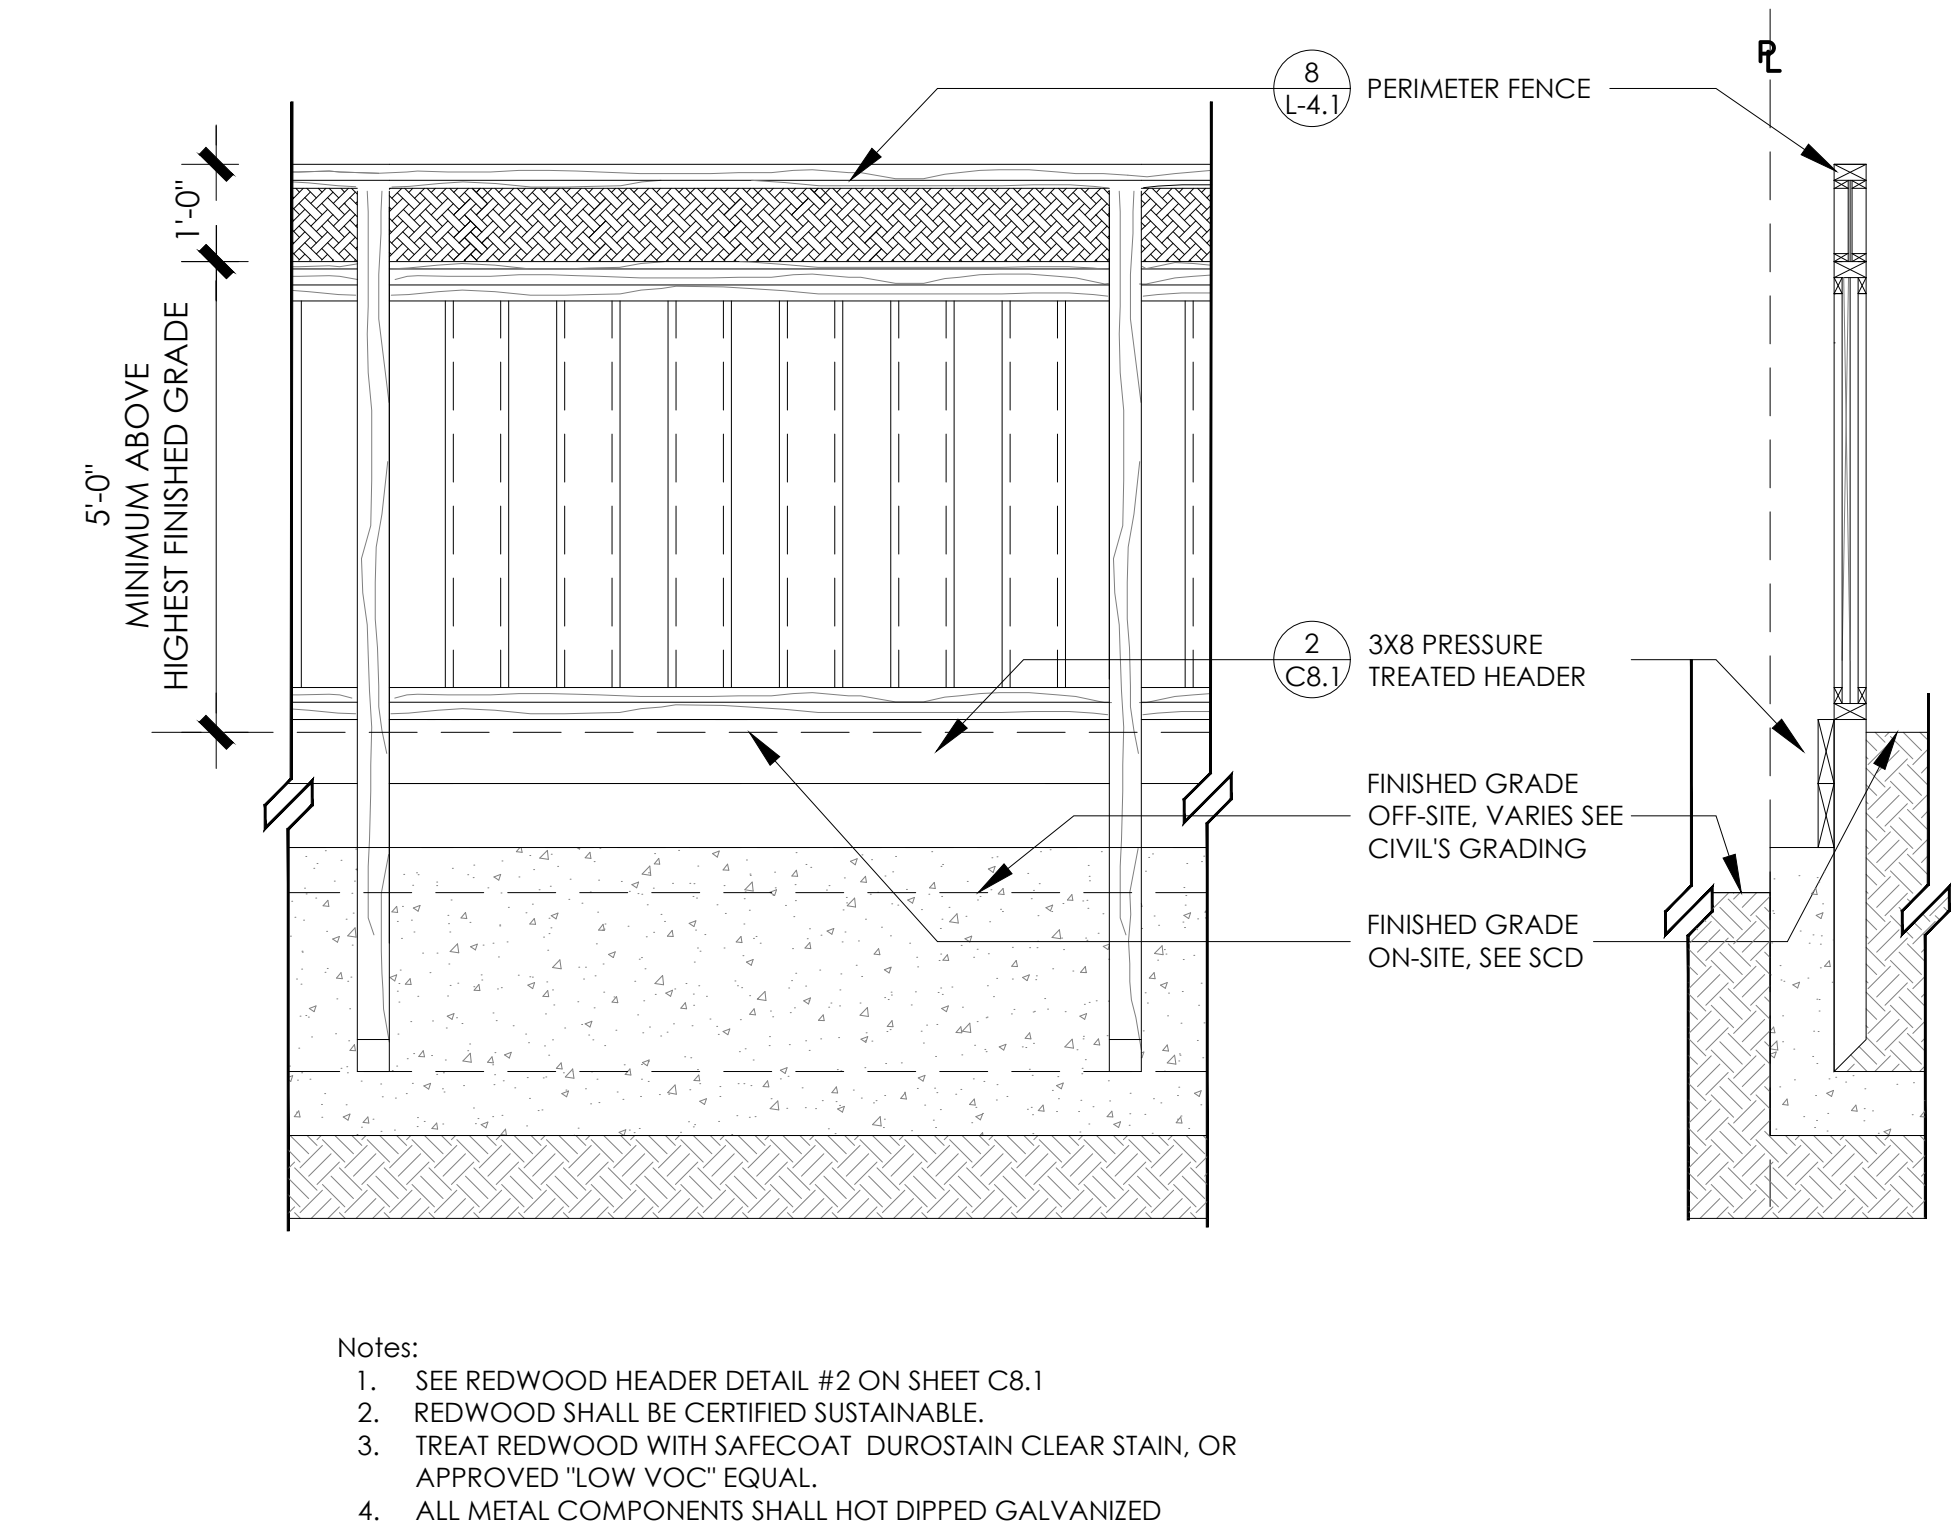 PL
8
L-4.1
PERIMETER FENCE
1'-0"
5'-0"
MINIMUM ABOVE
HIGHEST FINISHED GRADE
2
C8.1
3X8 PRESSURE
TREATED HEADER
FINISHED GRADE
OFF-SITE, VARIES SEE
CIVIL'S GRADING
FINISHED GRADE
ON-SITE, SEE SCD
Notes:
1. SEE REDWOOD HEADER DETAIL #2 ON SHEET C8.1
2. REDWOOD SHALL BE CERTIFIED SUSTAINABLE.
3. TREAT REDWOOD WITH SAFECOAT DUROSTAIN CLEAR STAIN, OR
APPROVED "LOW VOC" EQUAL.
4. ALL METAL COMPONENTS SHALL HOT DIPPED GALVANIZED